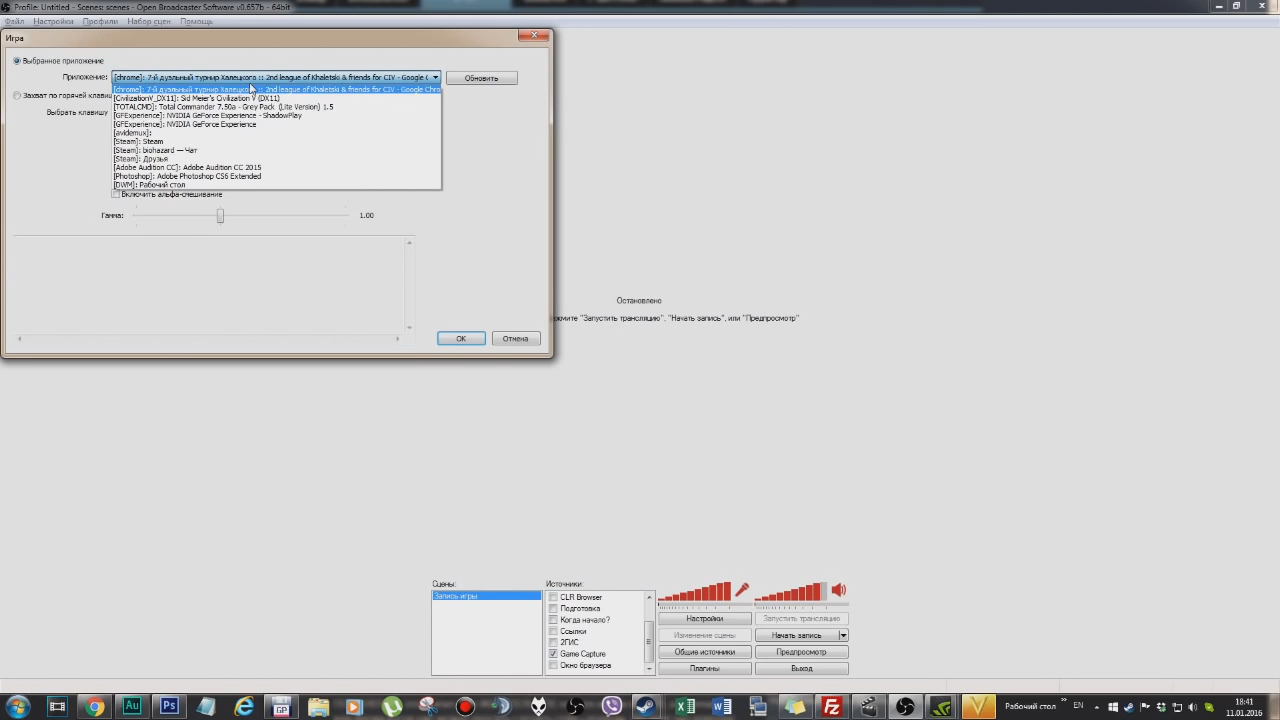 Profile: Untitled - Scenes: scenes - Open Broadcaster Software v0.657b - 64bit
Файл Настройки Профили Набор сцен Помощь
Игра
Выбранное приложение
Приложение: [chrome]: 7-й дуэльный турнир Халецкого :: 2nd league of Khaletski & friends for CIV - Google C Обновить
[chrome]: 7-й дуэльный турнир Халецкого :: 2nd league of Khaletski & friends for CIV - Google Chro
Захват по горячей клавиш
[CivilizationV_DX11]: Sid Meier's Civilization V (DX11)
[TOTALCMD]: Total Commander 7.50a - Grey Pack (Lite Version) 1.5
Выбрать клавишу
[GFExperience]: NVIDIA GeForce Experience - ShadowPlay
[GFExperience]: NVIDIA GeForce Experience
[avidemux]:
[Steam]: Steam
[Steam]: biohazard — Чат
[Steam]: Друзья
[Adobe Audition CC]: Adobe Audition CC 2015
[Photoshop]: Adobe Photoshop CS6 Extended
[DWM]: Рабочий стол
Включить альфа-смешивание
Гамма: 1.00
OK Отмена
Остановлено
жмите "Запустить трансляцию", "Начать запись", или "Предпросмотр"
Сцены: Источники:
Запись игры
CLR Browser
Подготовка
Когда начало?
Ссылки
2ГИС
Game Capture
Окно браузера
Настройки Запустить трансляцию
Изменение сцены Начать запись
Общие источники Предпросмотр
Плагины Выход
Рабочий стол » EN 18:41
11.01.2016